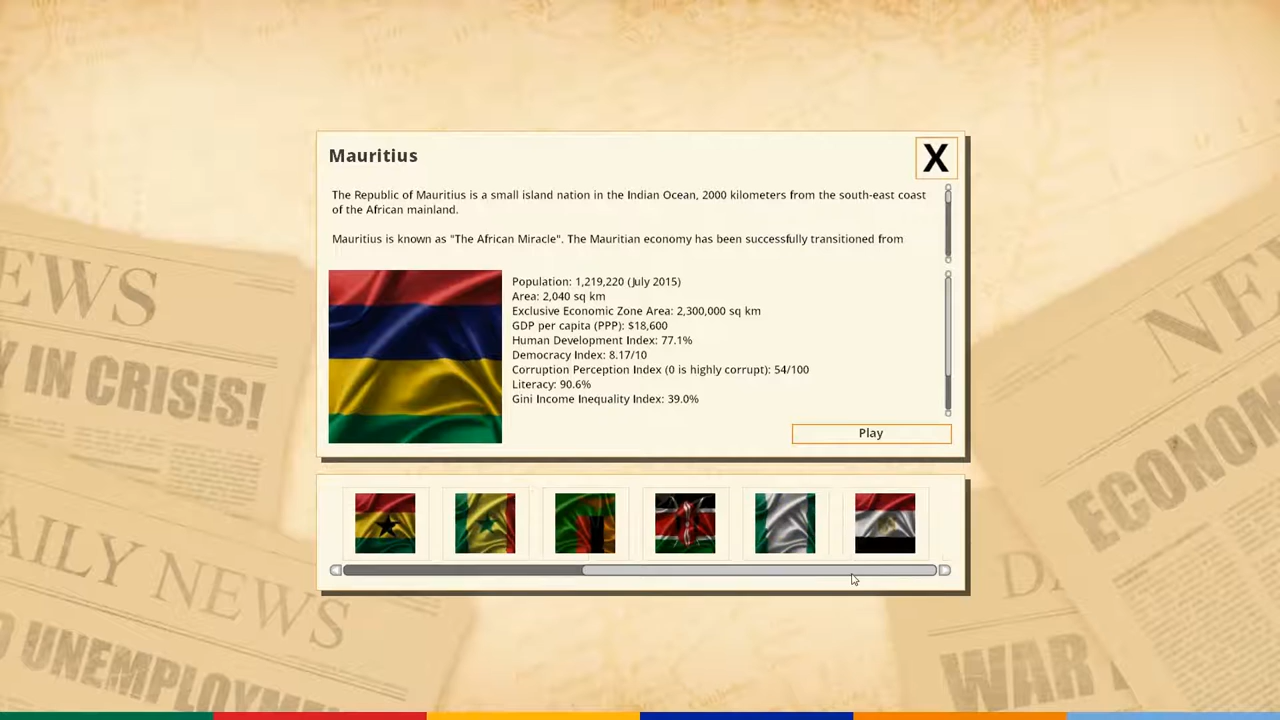 Mauritius
X
The Republic of Mauritius is a small island nation in the Indian Ocean, 2000 kilometers from the south-east coast
of the African mainland.
Mauritius is known as "The African Miracle". The Mauritian economy has been successfully transitioned from
Population: 1,219,220 (July 2015)
Area: 2,040 sq km
Exclusive Economic Zone Area: 2,300,000 sq km
GDP per capita (PPP): $18,600
Human Development Index: 77.1%
Democracy Index: 8.17/10
Corruption Perception Index (0 is highly corrupt): 54/100
Literacy: 90.6%
Gini Income Inequality Index: 39.0%
Play
EWS
Y IN CRISIS!
AILY NEWS
O UNEMPLOYM
NE
ECONOM
DA
WAR